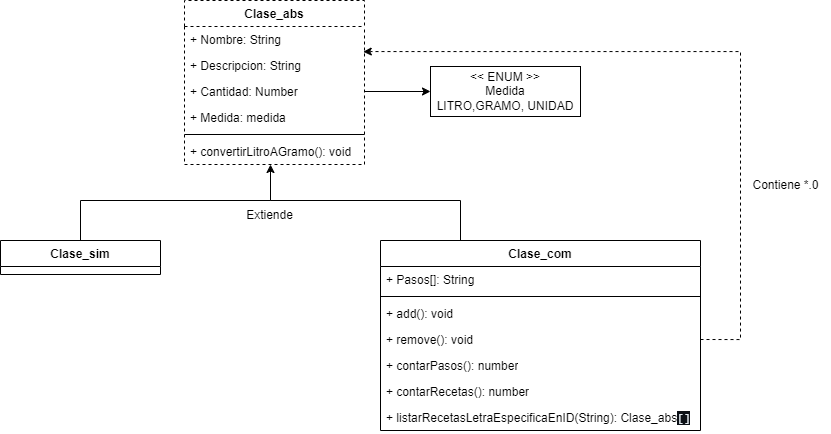 Clase_abs
+ Nombre: String
+ Descripcion: String
+ Cantidad: Number
+ Medida: medida
+ convertirLitroAGramo(): void
<< ENUM >>
Medida
LITRO,GRAMO, UNIDAD
Contiene *.0
Extiende
Clase_sim
Clase_com
+ Pasos[]: String
+ add(): void
+ remove(): void
+ contarPasos(): number
+ contarRecetas(): number
+ listarRecetasLetraEspecificaEnID(String): Clase_abs[]